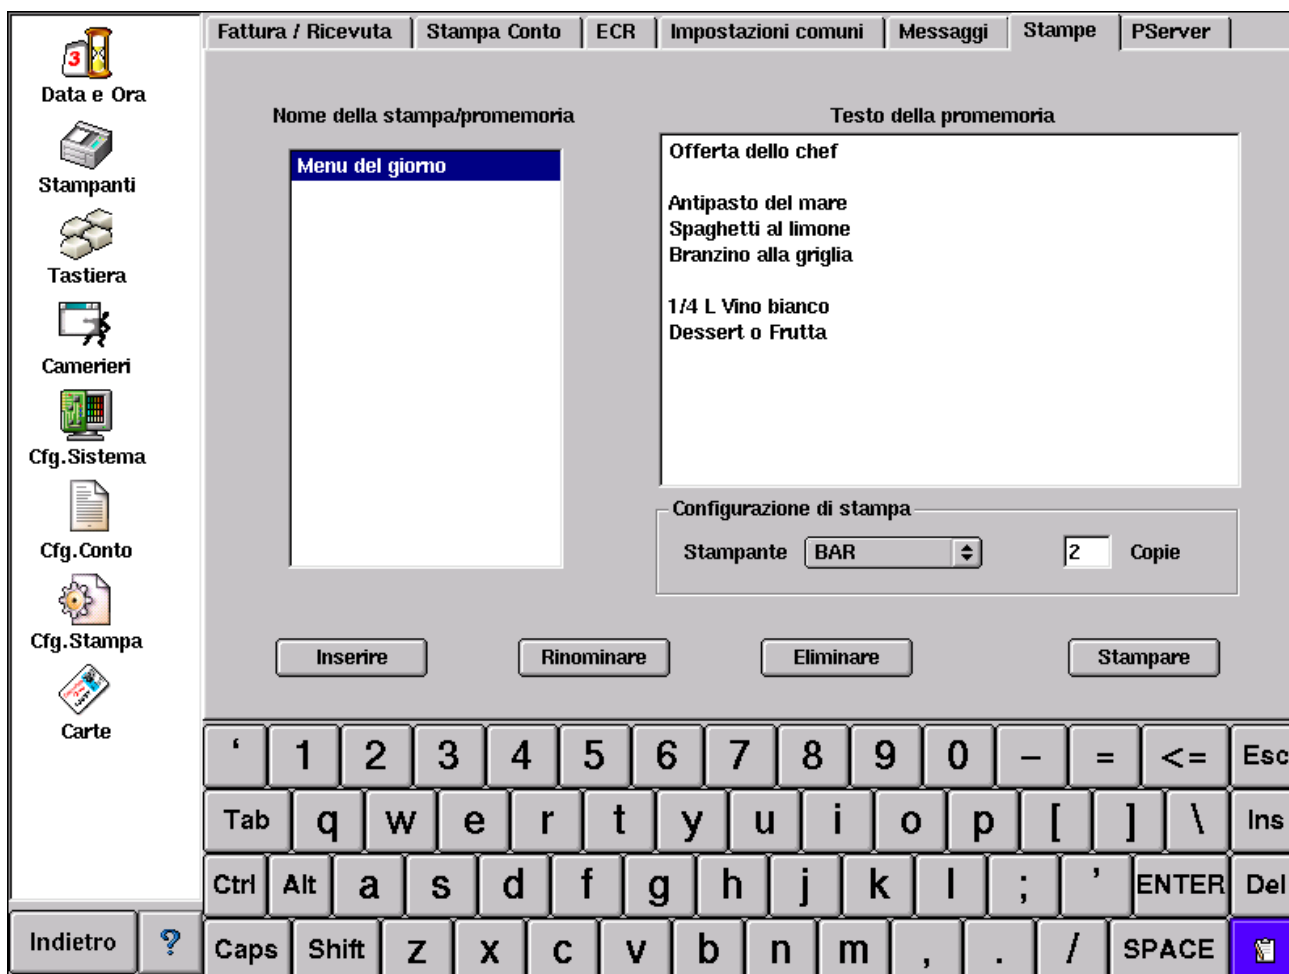 Fattura / Ricevuta
Stampa Conto
ECR
Impostazioni comuni
Messaggi
Stampe
PServer
3
Data e Ora
Stampanti
Tastiera
Camerieri
Cfg.Sistema
Cfg.Conto
Cfg.Stampa
Carte
Nome della stampa/promemoria
Menu del giorno
Testo della promemoria
Offerta dello chef
Antipasto del mare
Spaghetti al limone
Branzino alla griglia
1/4 L Vino bianco
Dessert o Frutta
Configurazione di stampa
Stampante BAR 2 Copie
Inserire Rinominare Eliminare Stampare
‘ 1 2 3 4 5 6 7 8 9 0 – = <= Esc
Tab q w e r t y u i o p [ ] \ Ins
Ctrl Alt a s d f g h j k l ; ’ ENTER Del
Caps Shift z x c v b n m , . / SPACE
Indietro ?